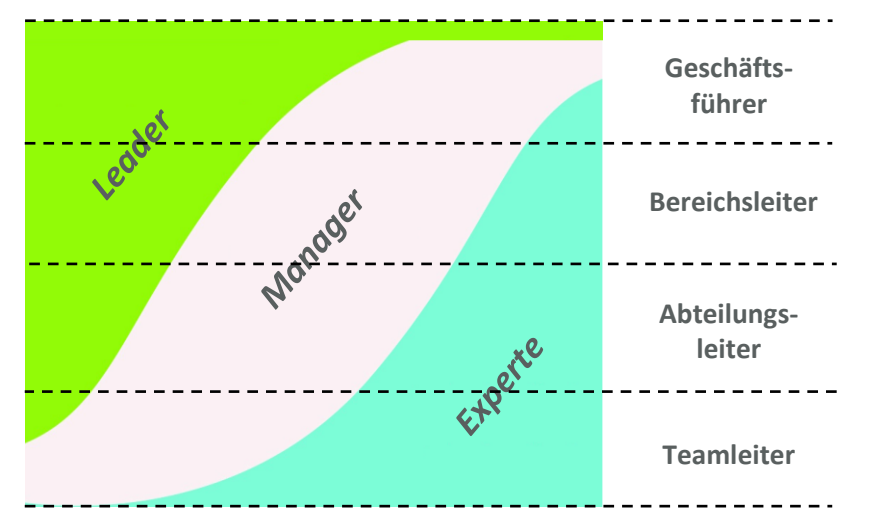 Leader
Manager
Experte
Geschäfts-
führer
Bereichsleiter
Abteilungs-
leiter
Teamleiter